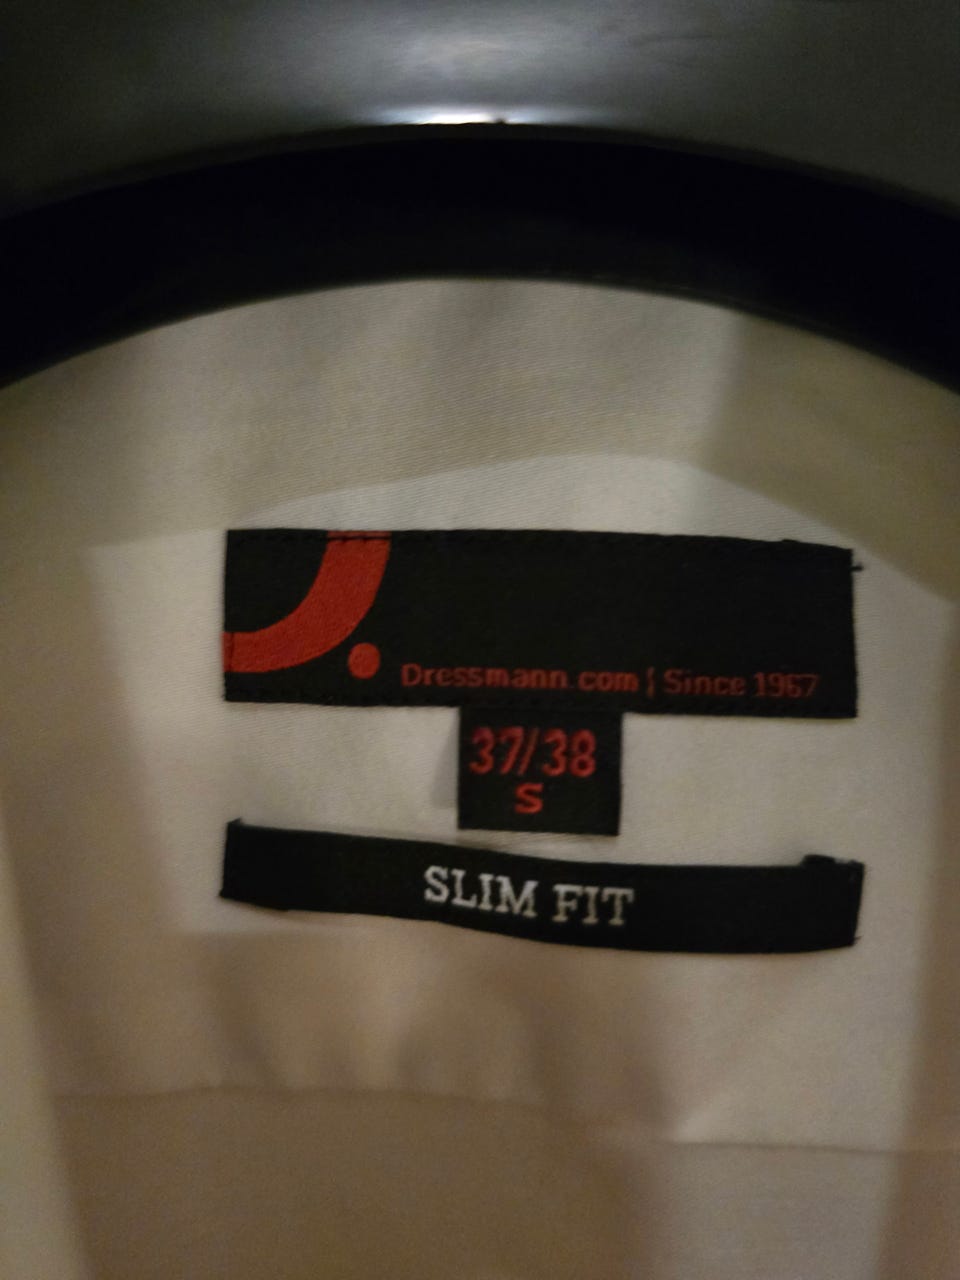 Dressmann.com | Since 1967
37/38
S
SLIM FIT